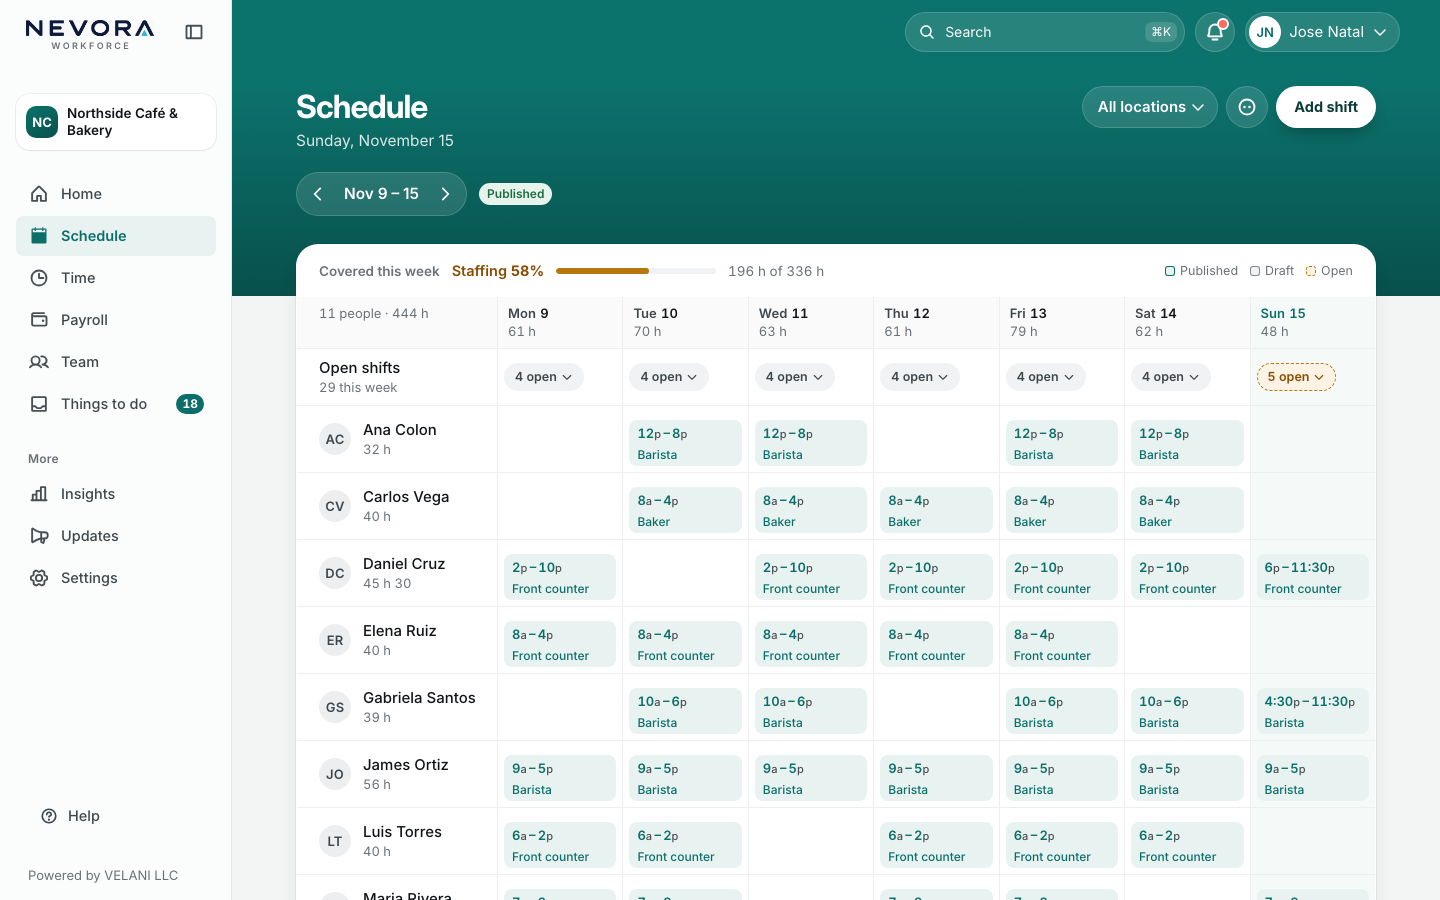 NEVORA
WORKFORCE
Search
⌘K
JN
Jose Natal
NC
Northside Café &
Bakery
Home
Schedule
Time
Payroll
Team
Things to do
18
More
Insights
Updates
Settings
Help
Powered by VELANI LLC
Schedule
Sunday, November 15
All locations
Add shift
Nov 9 – 15
Published
Covered this week
Staffing 58%
196 h of 336 h
Published
Draft
Open
11 people · 444 h
Mon 9
61 h
Tue 10
70 h
Wed 11
63 h
Thu 12
61 h
Fri 13
79 h
Sat 14
62 h
Sun 15
48 h
Open shifts
29 this week
4 open
4 open
4 open
4 open
4 open
4 open
5 open
AC
Ana Colon
32 h
12p – 8p
Barista
12p – 8p
Barista
12p – 8p
Barista
12p – 8p
Barista
CV
Carlos Vega
40 h
8a – 4p
Baker
8a – 4p
Baker
8a – 4p
Baker
8a – 4p
Baker
8a – 4p
Baker
DC
Daniel Cruz
45 h 30
2p – 10p
Front counter
2p – 10p
Front counter
2p – 10p
Front counter
2p – 10p
Front counter
2p – 10p
Front counter
6p – 11:30p
Front counter
ER
Elena Ruiz
40 h
8a – 4p
Front counter
8a – 4p
Front counter
8a – 4p
Front counter
8a – 4p
Front counter
8a – 4p
Front counter
GS
Gabriela Santos
39 h
10a – 6p
Barista
10a – 6p
Barista
10a – 6p
Barista
10a – 6p
Barista
4:30p – 11:30p
Barista
JO
James Ortiz
56 h
9a – 5p
Barista
9a – 5p
Barista
9a – 5p
Barista
9a – 5p
Barista
9a – 5p
Barista
9a – 5p
Barista
9a – 5p
Barista
LT
Luis Torres
40 h
6a – 2p
Front counter
6a – 2p
Front counter
6a – 2p
Front counter
6a – 2p
Front counter
6a – 2p
Front counter
Maria Rivera